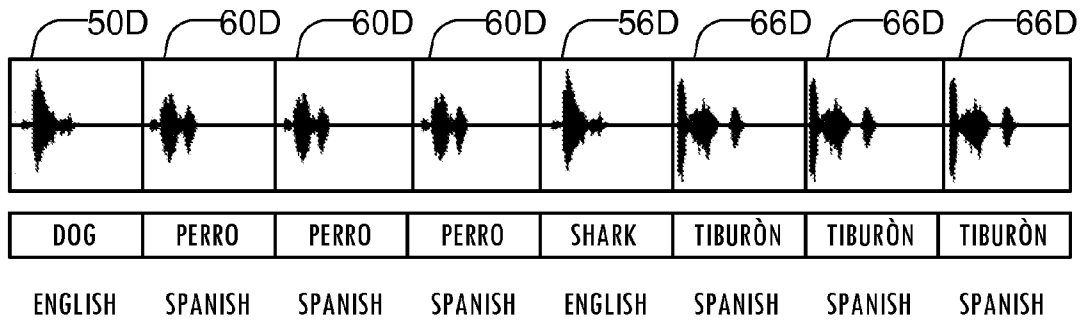 50D 60D 60D 60D 56D 66D 66D 66D
DOG PERRO PERRO PERRO SHARK TIBURÒN TIBURÒN TIBURÒN
ENGLISH SPANISH SPANISH SPANISH ENGLISH SPANISH SPANISH SPANISH